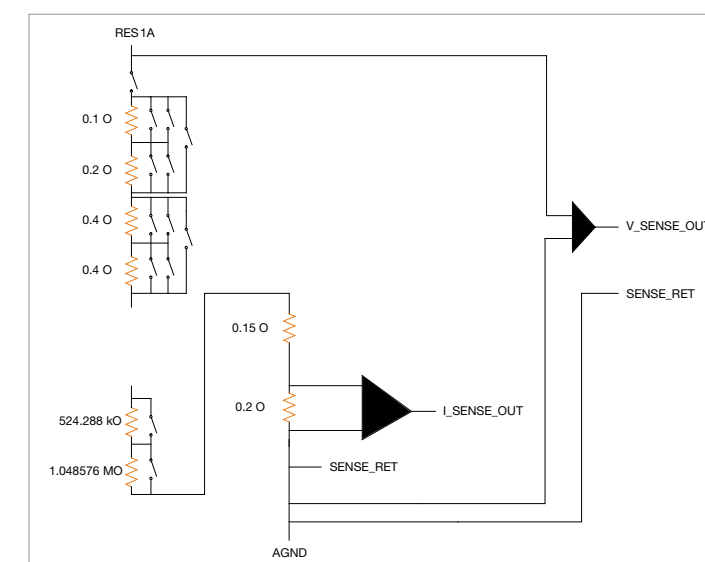 RES1A
0.1 O
0.2 O
0.4 O
0.4 O
V_SENSE_OUT
SENSE_RET
0.15 O
0.2 O
I_SENSE_OUT
524.288 kO
1.048576 MO
SENSE_RET
AGND